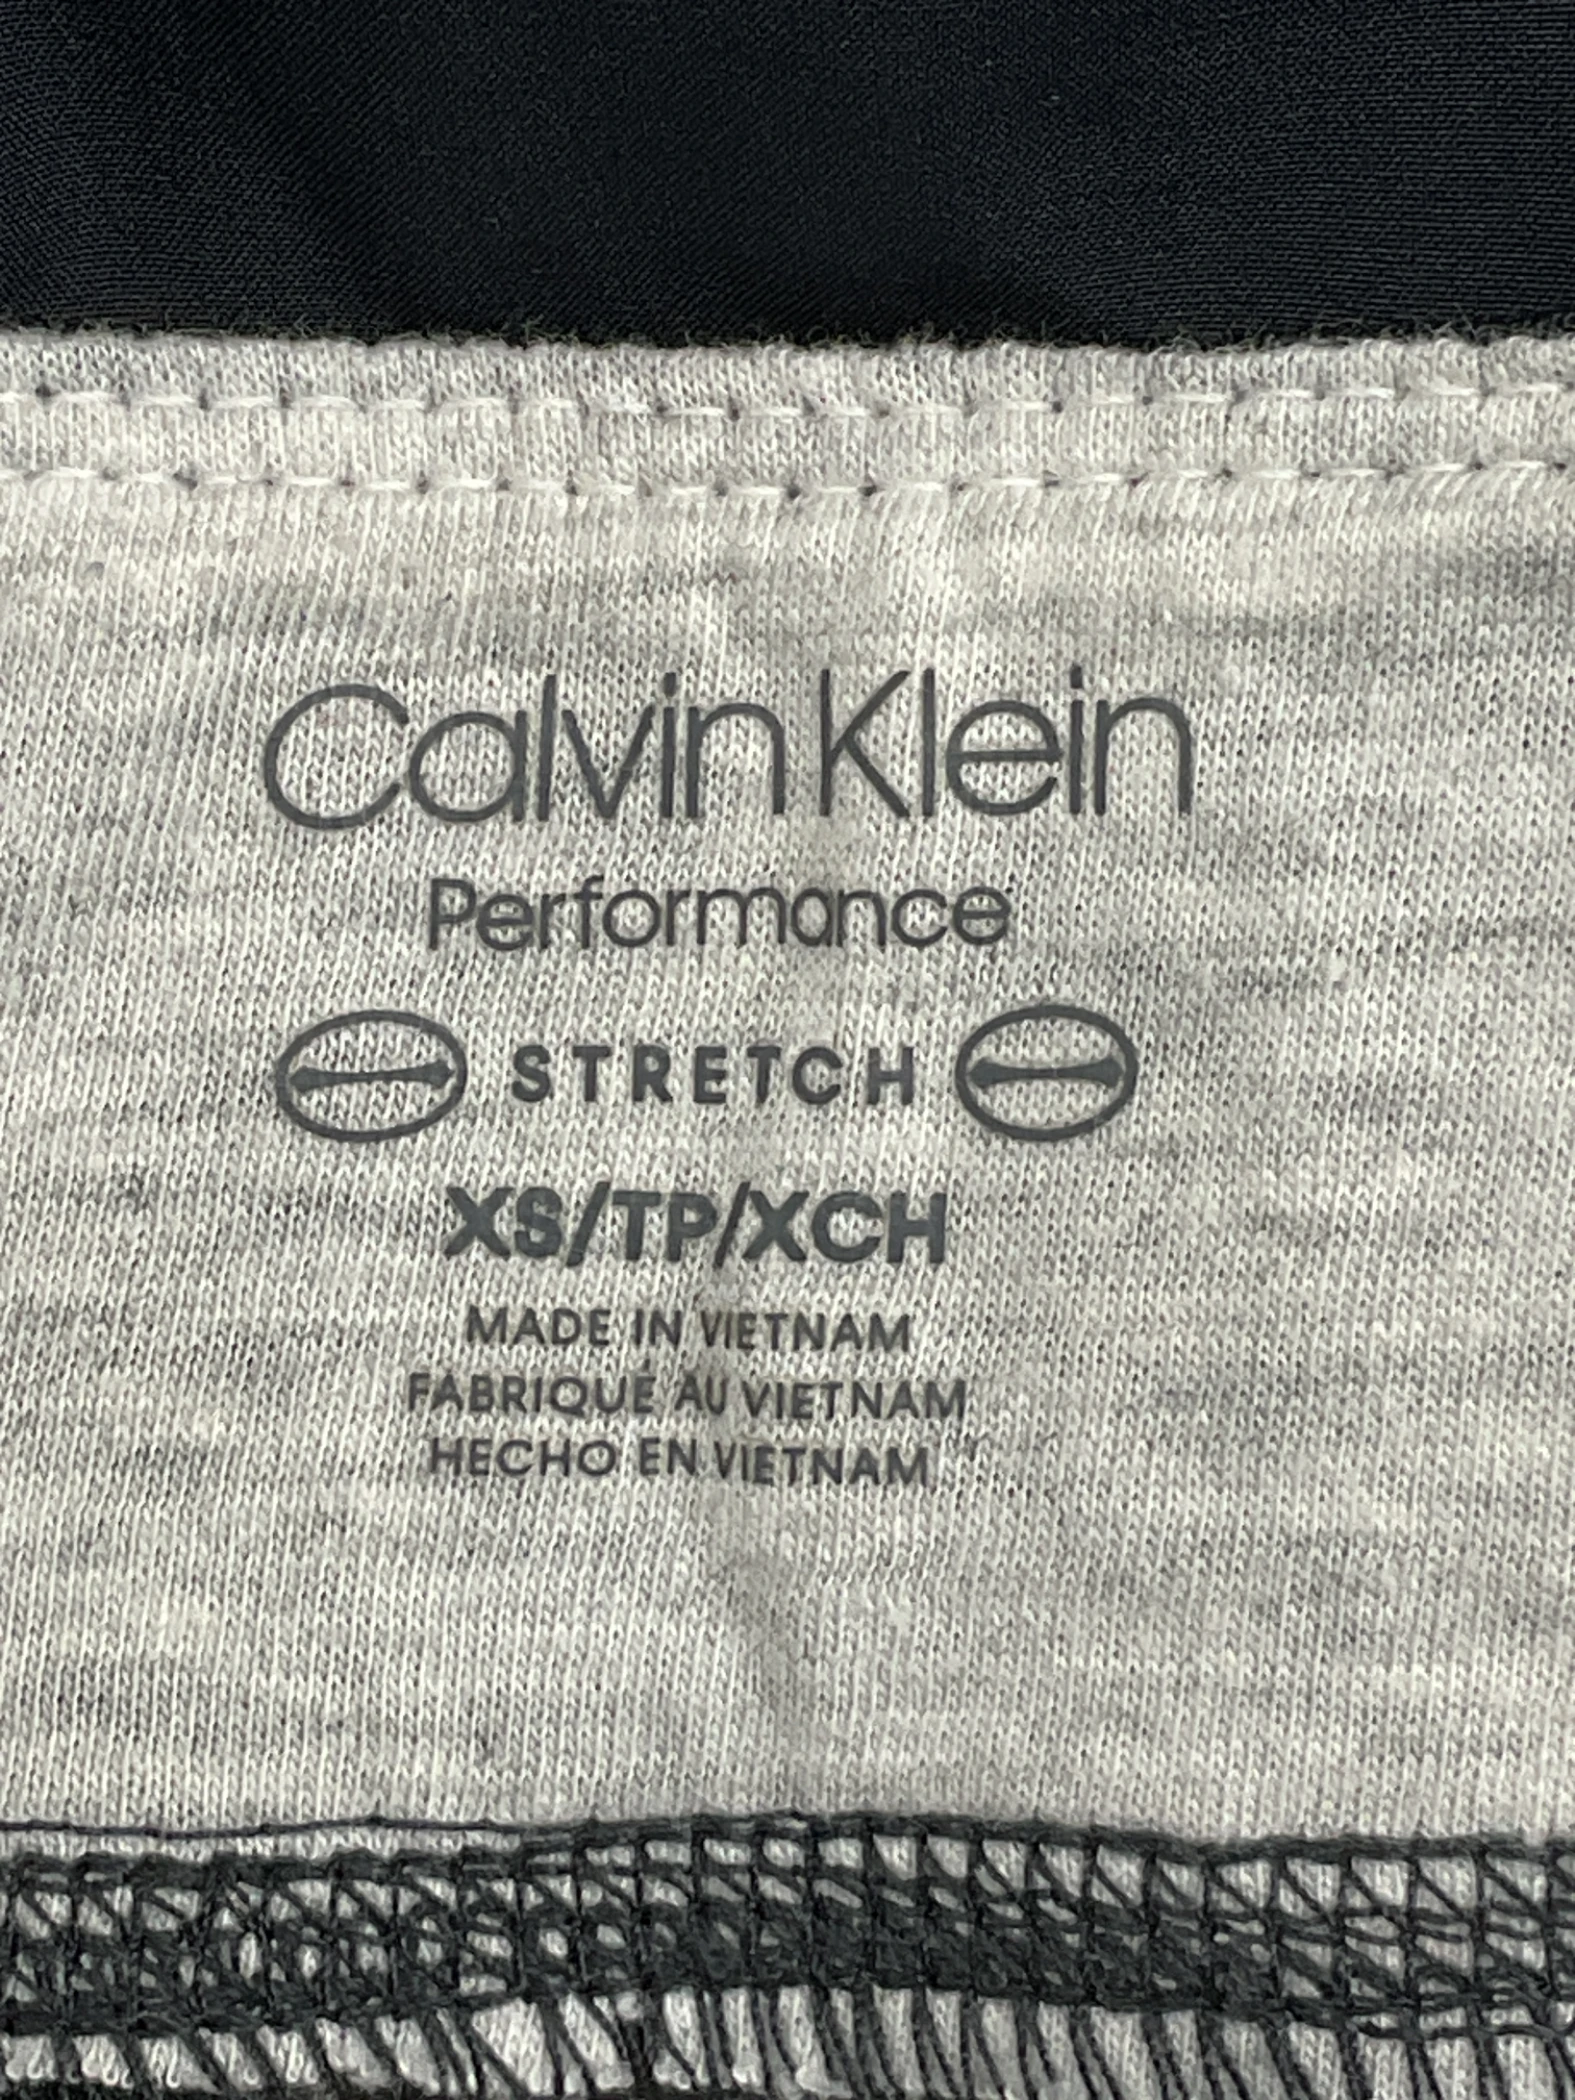 Calvin Klein
Performance
STRETCH
XS/TP/XCH
MADE IN VIETNAM
FABRIQUÉ AU VIETNAM
HECHO EN VIETNAM